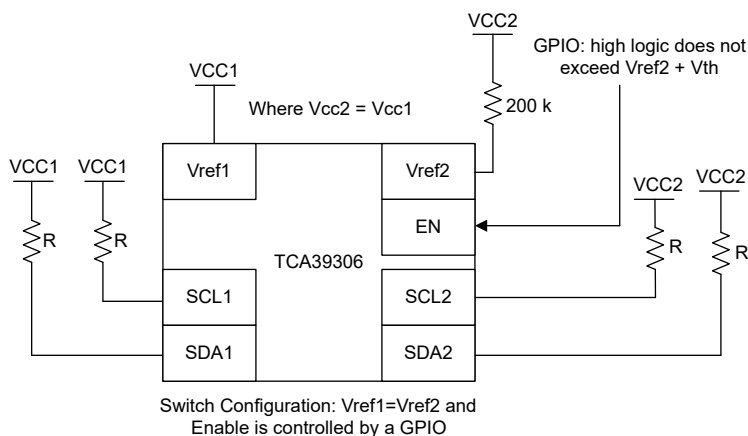 VCC2
GPIO: high logic does not
exceed Vref2 + Vth
VCC1
Where Vcc2 = Vcc1
200 k
VCC1
VCC1
Vref1
Vref2
VCC2
VCC2
EN
R
R
TCA39306
R
R
SCL1
SCL2
SDA1
SDA2
Switch Configuration: Vref1=Vref2 and
Enable is controlled by a GPIO